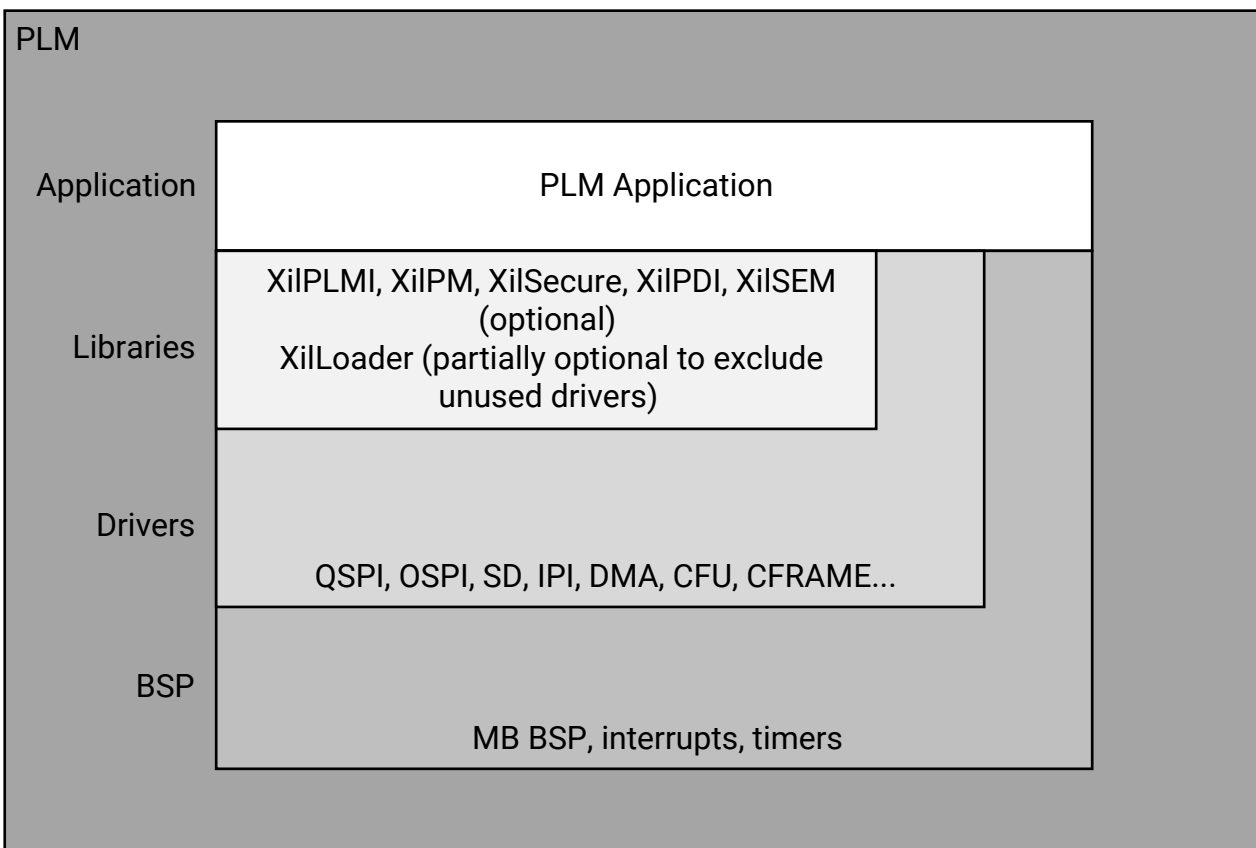 PLM
Application
PLM Application
Libraries
XilPLMI, XilPM, XilSecure, XilPDI, XilSEM
(optional)
XilLoader (partially optional to exclude
unused drivers)
Drivers
QSPI, OSPI, SD, IPI, DMA, CFU, CFRAME...
BSP
MB BSP, interrupts, timers